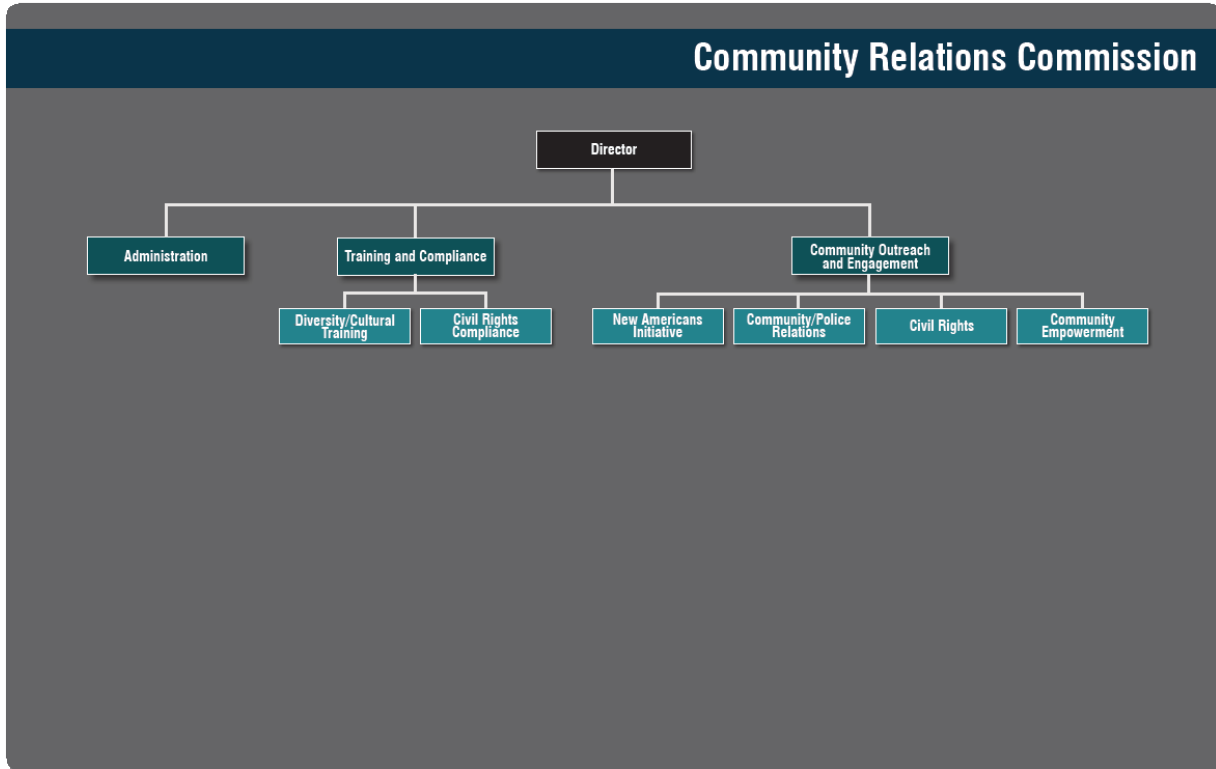 Community Relations Commission
Director
Administration
Training and Compliance
Community Outreach
and Engagement
Diversity/Cultural
Training
Civil Rights
Compliance
New Americans
Initiative
Community/Police
Relations
Civil Rights
Community
Empowerment